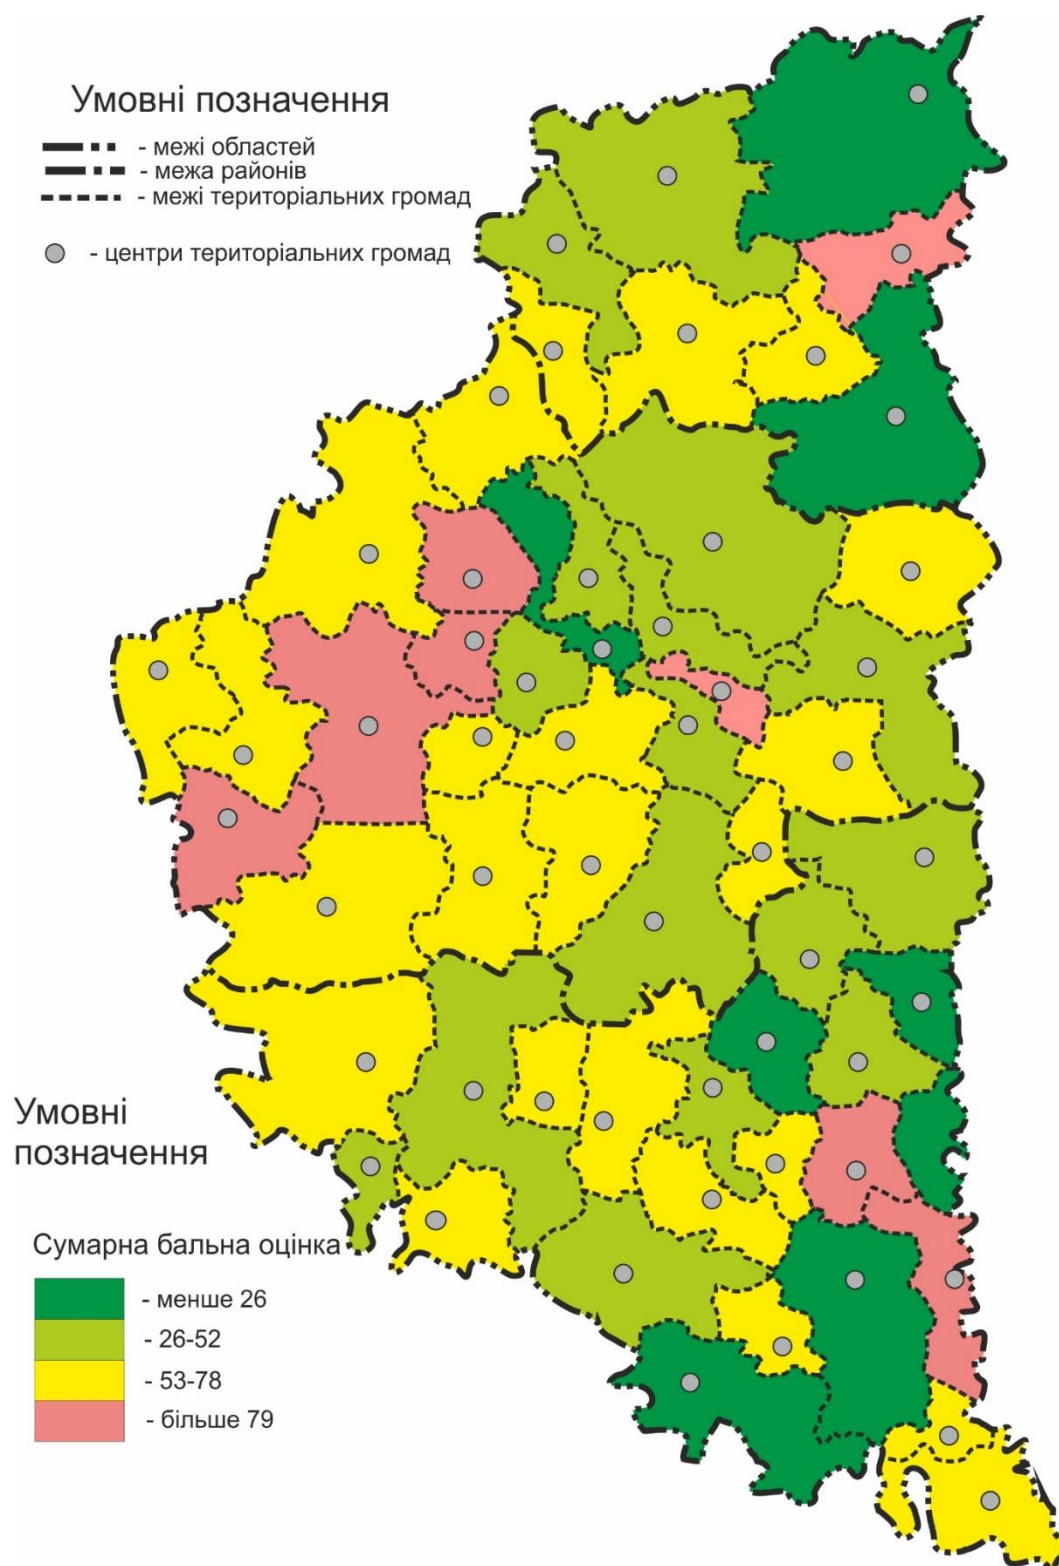 Умовні позначення
- межі областей
- межа районів
- межі територіальних громад
- центри територіальних громад
Умовні
позначення
Сумарна бальна оцінка
- менше 26
- 26-52
- 53-78
- більше 79